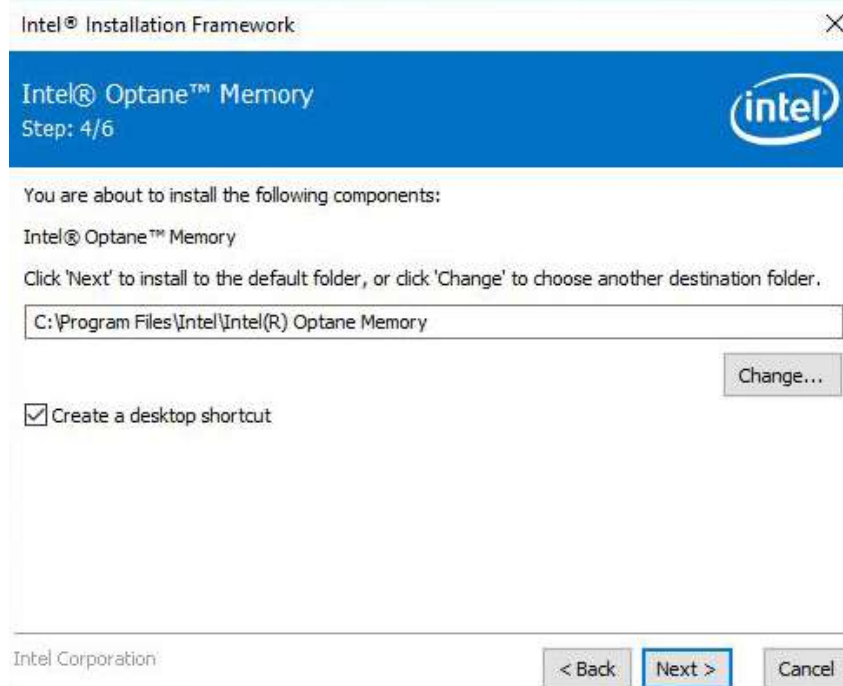 Intel® Installation Framework
Intel® Optane™ Memory
Step: 4/6
intel
You are about to install the following components:
Intel® Optane™ Memory
Click 'Next' to install to the default folder, or click 'Change' to choose another destination folder.
C:\Program Files\Intel\Intel(R) Optane Memory
Change...
Create a desktop shortcut
Intel Corporation
< Back
Next >
Cancel